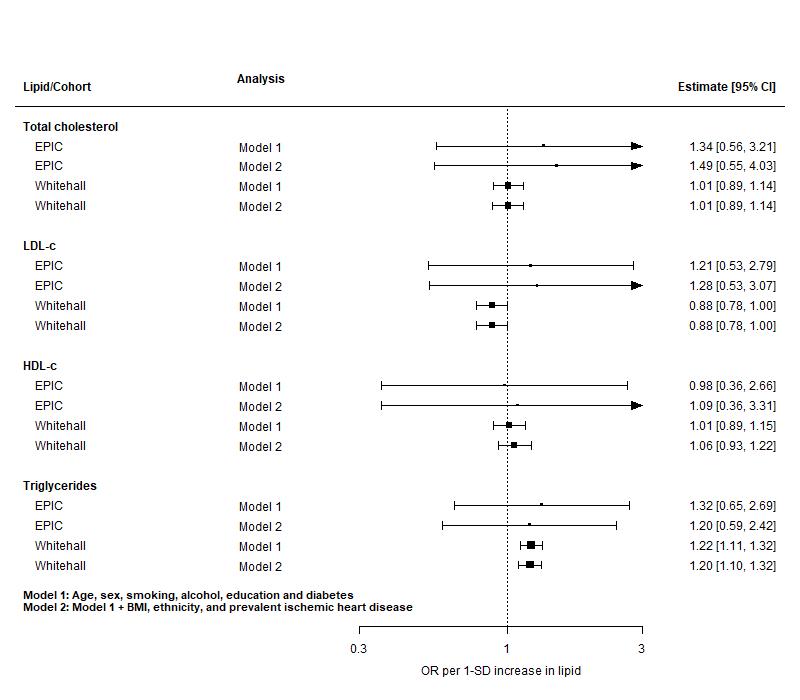 Lipid/Cohort Analysis Estimate [95% CI]
Total cholesterol
EPIC Model 1 1.34 [0.56, 3.21]
EPIC Model 2 1.49 [0.55, 4.03]
Whitehall Model 1 1.01 [0.89, 1.14]
Whitehall Model 2 1.01 [0.89, 1.14]
LDL-c
EPIC Model 1 1.21 [0.53, 2.79]
EPIC Model 2 1.28 [0.53, 3.07]
Whitehall Model 1 0.88 [0.78, 1.00]
Whitehall Model 2 0.88 [0.78, 1.00]
HDL-c
EPIC Model 1 0.98 [0.36, 2.66]
EPIC Model 2 1.09 [0.36, 3.31]
Whitehall Model 1 1.01 [0.89, 1.15]
Whitehall Model 2 1.06 [0.93, 1.22]
Triglycerides
EPIC Model 1 1.32 [0.65, 2.69]
EPIC Model 2 1.20 [0.59, 2.42]
Whitehall Model 1 1.22 [1.11, 1.32]
Whitehall Model 2 1.20 [1.10, 1.32]
Model 1: Age, sex, smoking, alcohol, education and diabetes
Model 2: Model 1 + BMI, ethnicity, and prevalent ischemic heart disease
0.3 1 3
OR per 1-SD increase in lipid